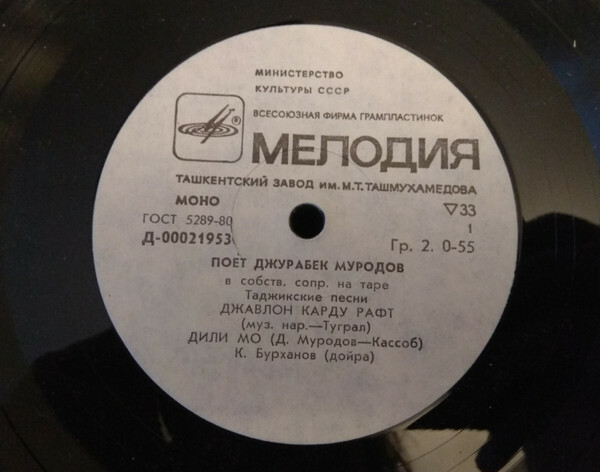 МИНИСТЕРСТВО
КУЛЬТУРЫ СССР
ВСЕСОЮЗНАЯ ФИРМА ГРАМПЛАСТИНОК
®
МЕЛОДИЯ
ТАШКЕНТСКИЙ ЗАВОД ИМ. М.Т. ТАШМУХАМЕДОВА
МОНО
▽33
ГОСТ 5289-80
1
Д-00021953
Гр. 2. 0-55
ПОЕТ ДЖУРАБЕК МУРОДОВ
в собств. сопр. на таре
Таджикские песни
ДЖАВЛОН КАРДУ РАФТ
(муз. нар.—Туграл)
ДИЛИ МО (Д. Муродов—Кассоб)
К. Бурханов (дойра)